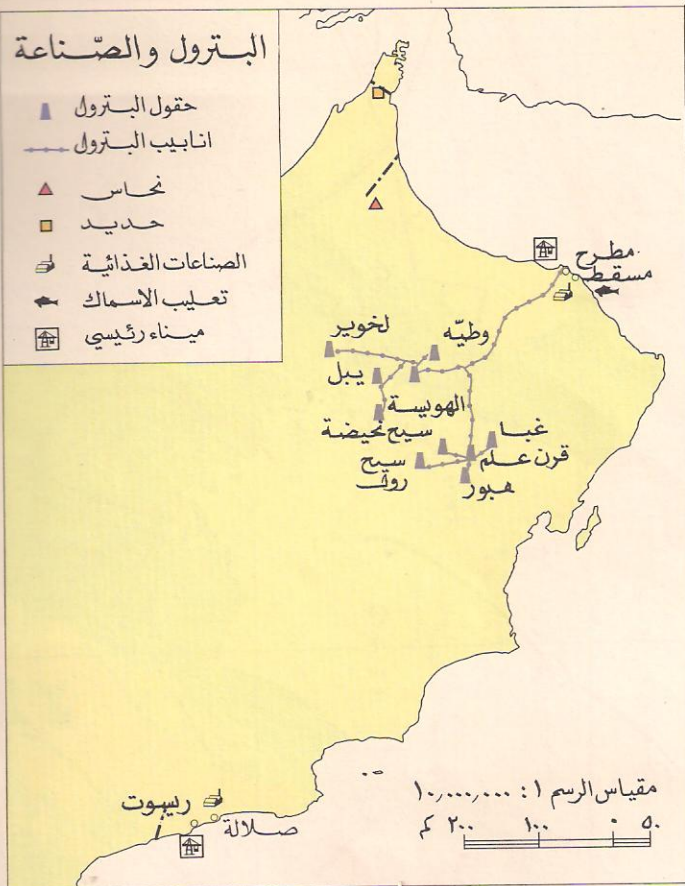 البترول والصّناعة
حقول البترول
انابيب البترول
نحاس
حديد
الصناعات الغذائية
تعليب الاسماك
ميناء رئيسي
مطرح
مسقط
لخوير
وطيّه
يبل
الهويسة
سيح نحيضة
غبا
قرن علم
سيح
رول
هبور
ريسوت
صلالة
مقياس الرسم ١ : ١٠٫٠٠٠٫٠٠٠
٥٠ ٠ ١٠٠ ٢٠٠ كم